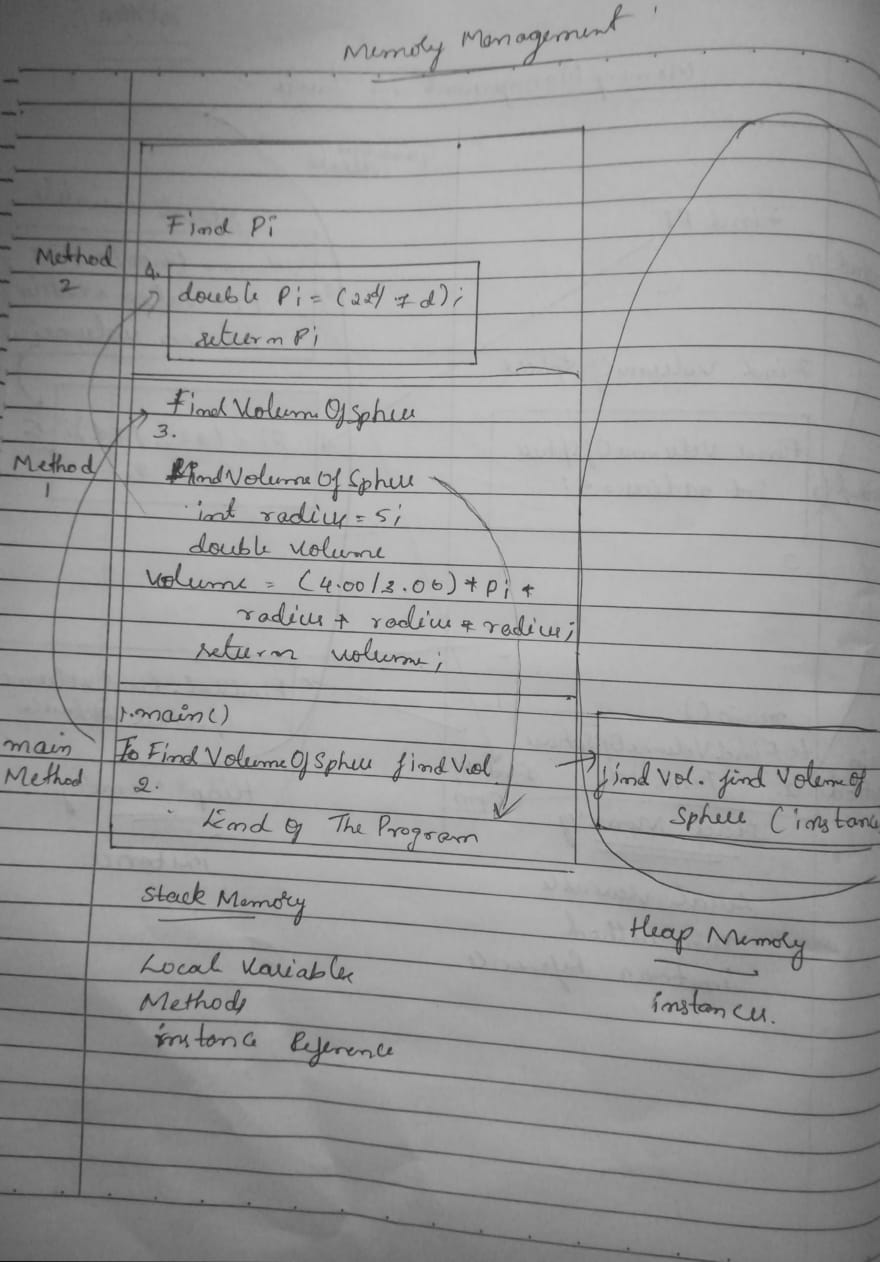 Memory Management
Find Pi
Method
2
4.
double Pi = (22d/7d);
return Pi
Find Volume Of Sphere
3.
Method
1
Find Volume Of Sphere
int radius = 5;
double volume
Volume = (4.00/3.00) * Pi *
radius * radius * radius;
return volume;
1. main()
main
Method
To Find Volume Of Sphere find Vol
2.
End of The Program
find Vol. find Volume of
Sphere (instance
Stack Memory
Heap Memory
Local Variables
Methods
instance Reference
instances.